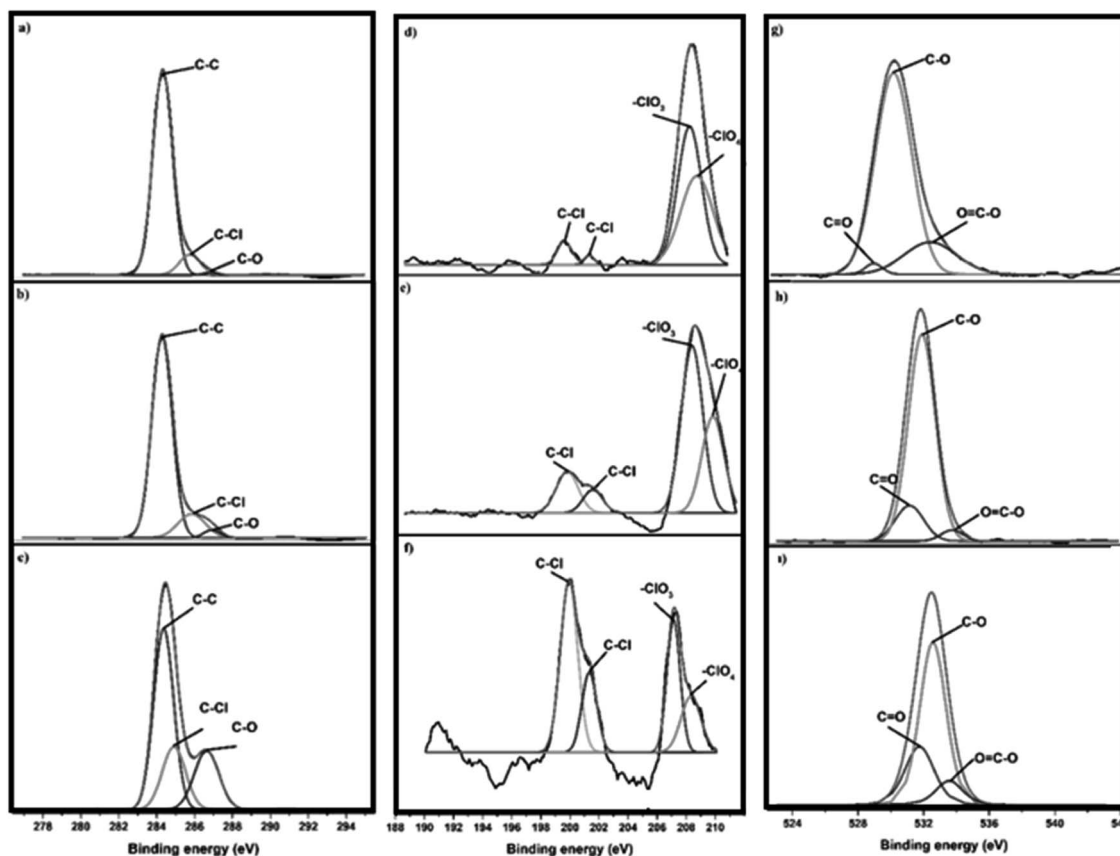 a)
C-C
C-Cl
C-O
b)
C-C
C-Cl
C-O
c)
C-C
C-Cl
C-O
276 278 280 282 284 286 288 290 292 294
Binding energy (eV)
d)
-ClO3
-ClO4
C-Cl
C-Cl
e)
-ClO3
-ClO
C-Cl
C-Cl
f)
C-Cl
-ClO3
C-Cl
-ClO4
188 190 192 194 196 198 200 202 204 206 208 210
Binding energy (eV)
g)
C-O
C=O
O=C-O
h)
C-O
C=O
O=C-O
ı)
C-O
C=O
O=C-O
524 528 532 536 540
Binding energy (eV)